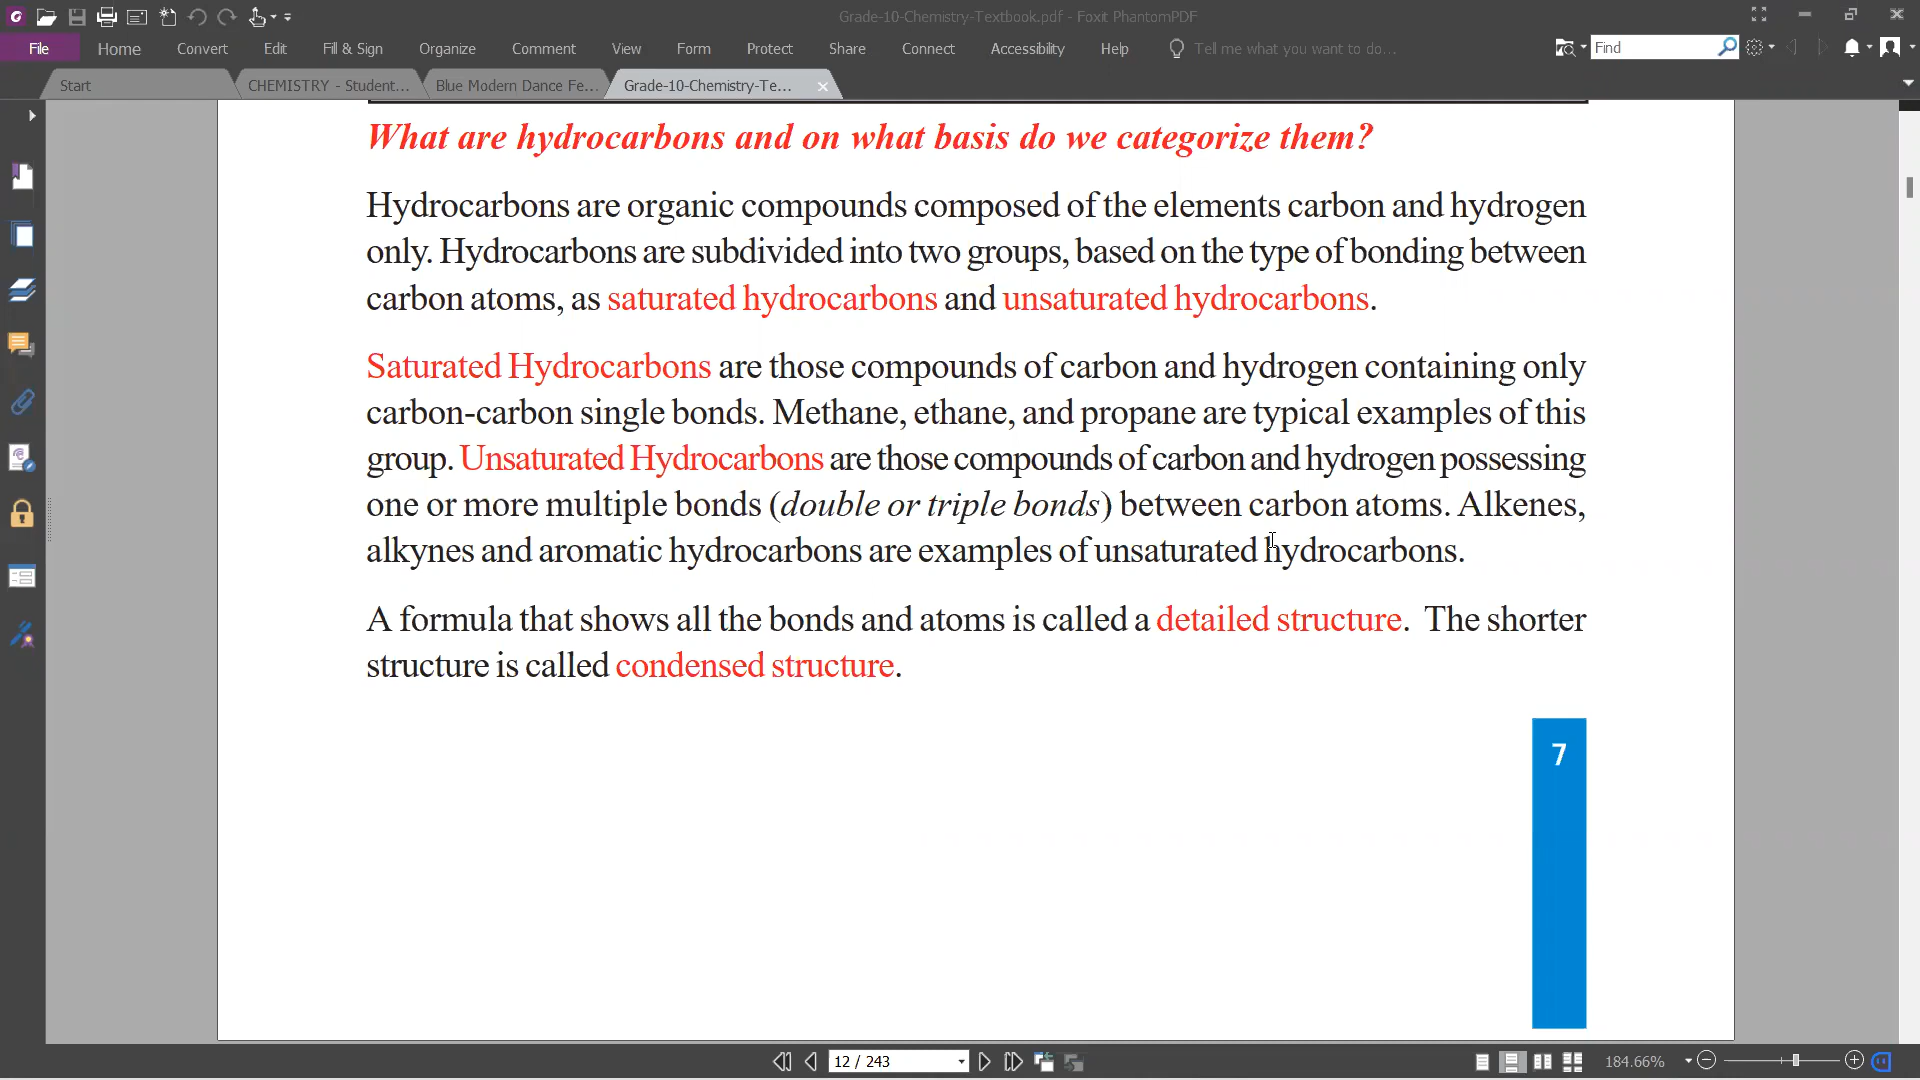 Grade-10-Chemistry-Textbook.pdf - Foxit PhantomPDF
File Home Convert Edit Fill & Sign Organize Comment View Form Protect Share Connect Accessibility Help Tell me what you want to do... Find
Start CHEMISTRY - Student... Blue Modern Dance Fe... Grade-10-Chemistry-Te...
What are hydrocarbons and on what basis do we categorize them?
Hydrocarbons are organic compounds composed of the elements carbon and hydrogen
only. Hydrocarbons are subdivided into two groups, based on the type of bonding between
carbon atoms, as saturated hydrocarbons and unsaturated hydrocarbons.
Saturated Hydrocarbons are those compounds of carbon and hydrogen containing only
carbon-carbon single bonds. Methane, ethane, and propane are typical examples of this
group. Unsaturated Hydrocarbons are those compounds of carbon and hydrogen possessing
one or more multiple bonds (double or triple bonds) between carbon atoms. Alkenes,
alkynes and aromatic hydrocarbons are examples of unsaturated hydrocarbons.
A formula that shows all the bonds and atoms is called a detailed structure. The shorter
structure is called condensed structure.
7
12 / 243 184.66%